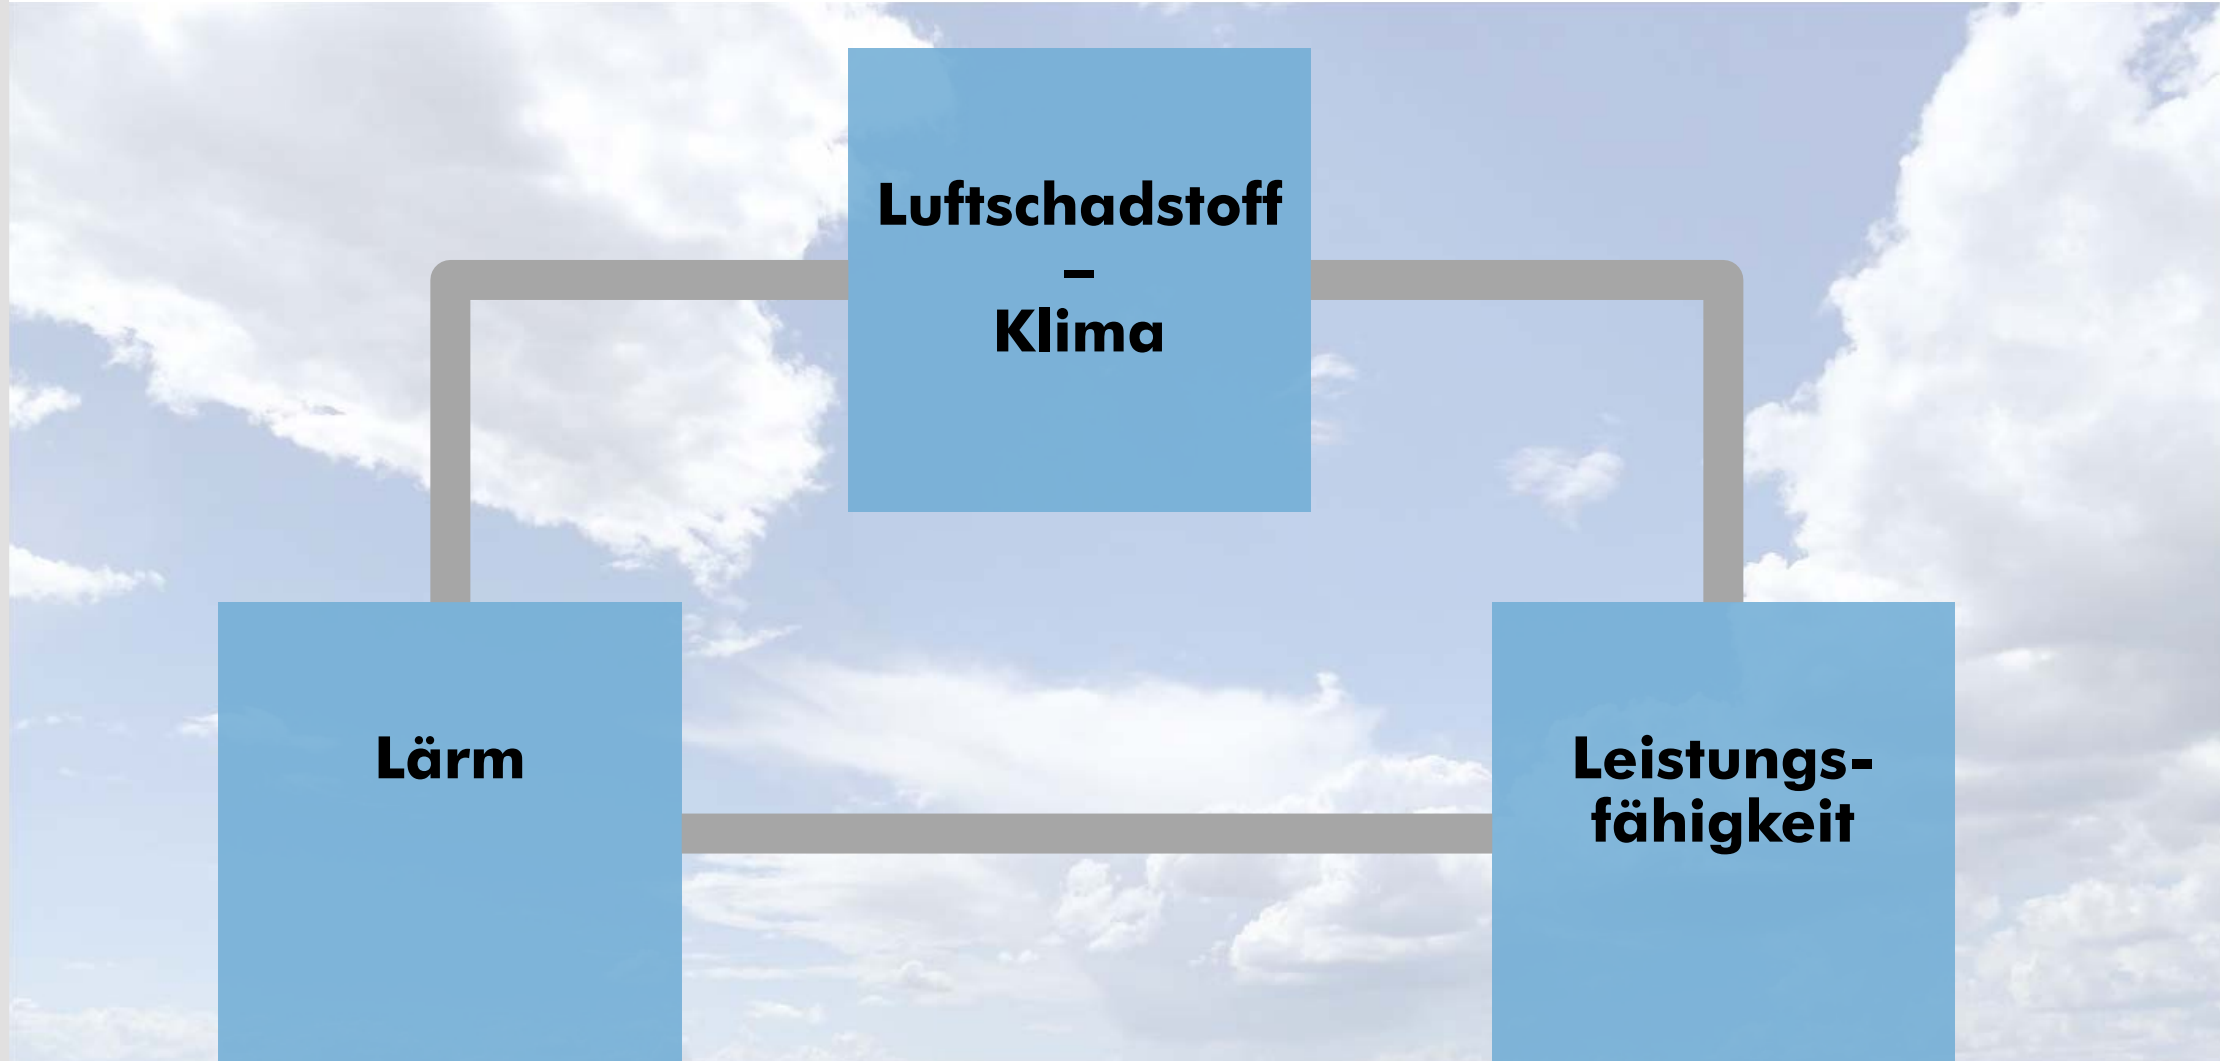 Luftschadstoff
–
Klima
Lärm
Leistungs-
fähigkeit